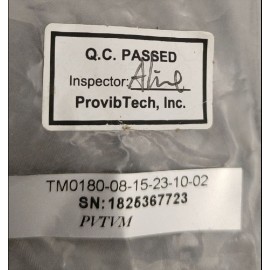 Q.C. PASSED
Inspector:
ProvibTech, Inc.
TM0180-08-15-23-10-02
SN:1825367723
PVTVM